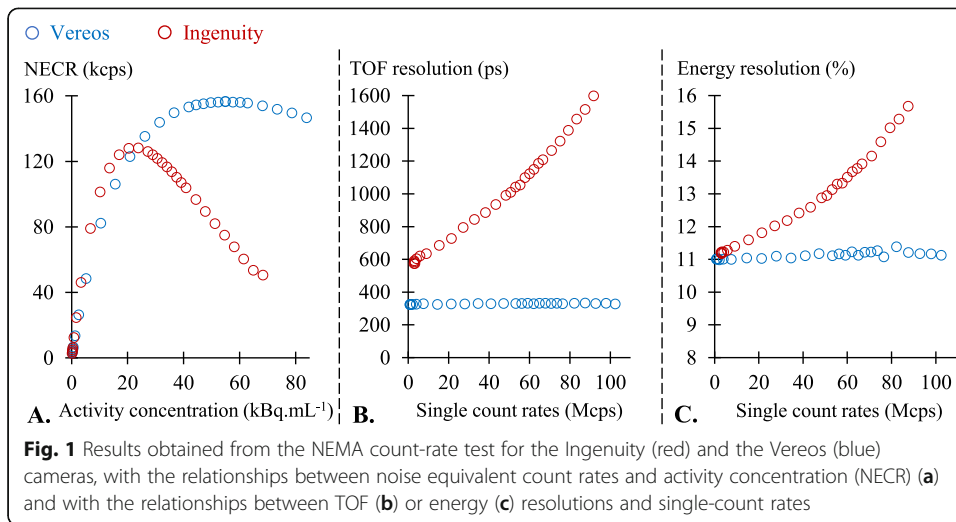 Vereos Ingenuity
NECR (kcps)
160
120
80
40
0
0 20 40 60 80
A. Activity concentration (kBq.mL⁻¹)
TOF resolution (ps)
1600
1400
1200
1000
800
600
400
200
0
0 20 40 60 80 100
B. Single count rates (Mcps)
Energy resolution (%)
16
15
14
13
12
11
10
9
8
0 20 40 60 80 100
C. Single count rates (Mcps)
Fig. 1 Results obtained from the NEMA count-rate test for the Ingenuity (red) and the Vereos (blue)
cameras, with the relationships between noise equivalent count rates and activity concentration (NECR) (a)
and with the relationships between TOF (b) or energy (c) resolutions and single-count rates